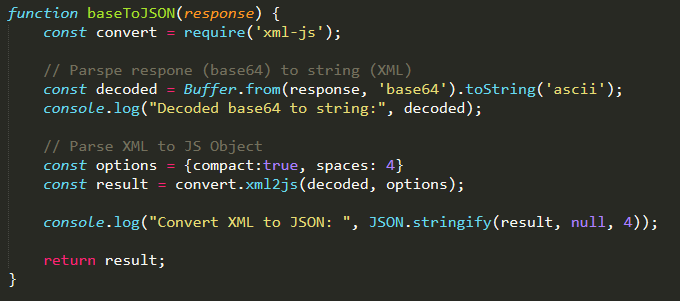 function baseToJSON(response) {
const convert = require('xml-js');
// Parspe respone (base64) to string (XML)
const decoded = Buffer.from(response, 'base64').toString('ascii');
console.log("Decoded base64 to string:", decoded);
// Parse XML to JS Object
const options = {compact:true, spaces: 4}
const result = convert.xml2js(decoded, options);
console.log("Convert XML to JSON: ", JSON.stringify(result, null, 4));
return result;
}